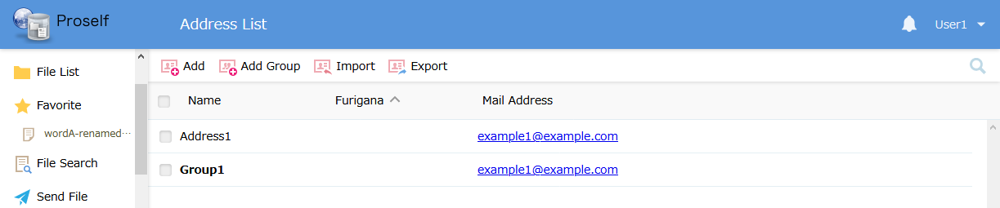 Proself
Address List
User1
File List
Favorite
wordA-renamed…
File Search
Send File
Add
Add Group
Import
Export
Name
Furigana
Mail Address
Address1
example1@example.com
Group1
example1@example.com